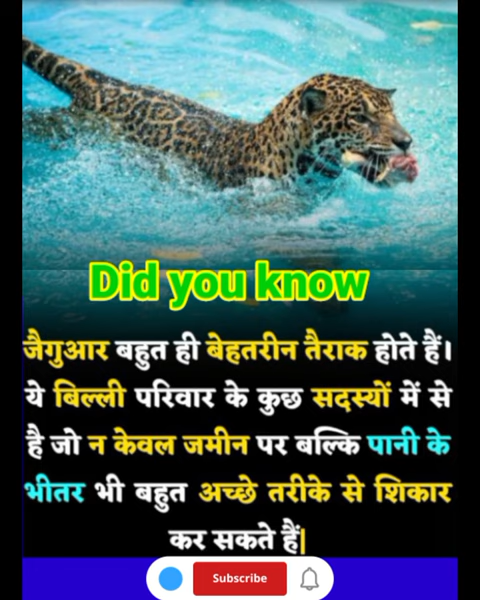 Did you know
जैगुआर बहुत ही बेहतरीन तैराक होते हैं।
ये बिल्ली परिवार के कुछ सदस्यों में से
है जो न केवल जमीन पर बल्कि पानी के
भीतर भी बहुत अच्छे तरीके से शिकार
कर सकते हैं|
Subscribe